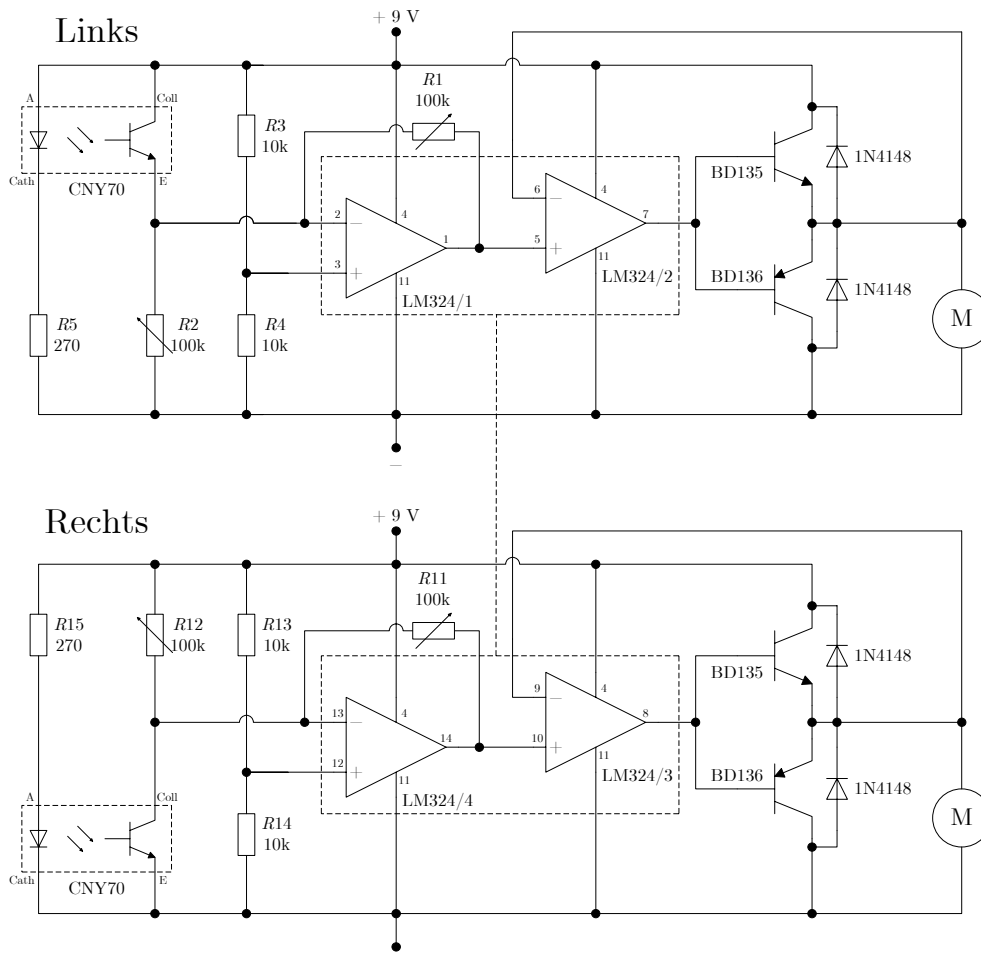 + 9 V
Links
A
Coll
R1
100k
R3
10k
1N4148
BD135
Cath
CNY70
E
6
−
4
2
−
4
7
1
5
+
3
+
11
11
LM324/2
BD136
LM324/1
1N4148
M
R5
270
R2
100k
R4
10k
−
Rechts
+ 9 V
R11
100k
R15
270
R12
100k
R13
10k
1N4148
BD135
9
−
4
13
−
4
8
14
10
+
12
+
11
11
LM324/3
BD136
LM324/4
1N4148
A
Coll
R14
10k
M
Cath
CNY70
E